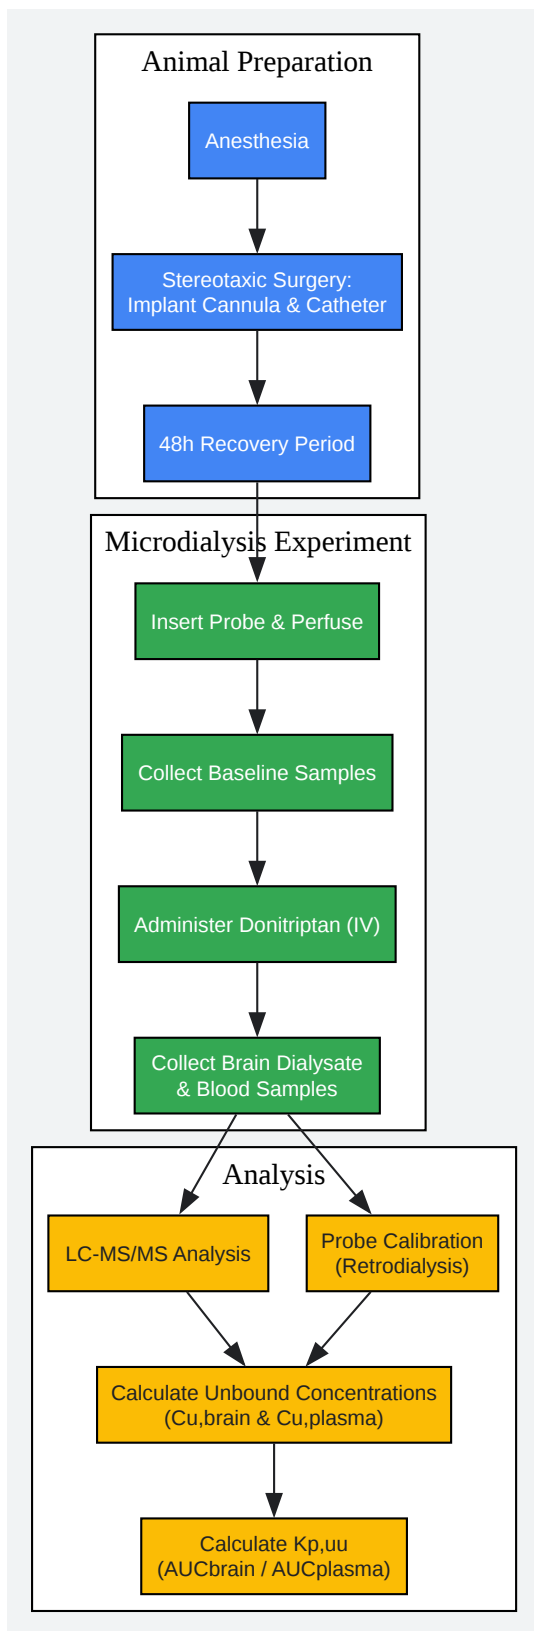 Animal Preparation
Anesthesia
Stereotaxic Surgery:
Implant Cannula & Catheter
48h Recovery Period
Microdialysis Experiment
Insert Probe & Perfuse
Collect Baseline Samples
Administer Donitriptan (IV)
Collect Brain Dialysate
& Blood Samples
Analysis
LC-MS/MS Analysis
Probe Calibration
(Retrodialysis)
Calculate Unbound Concentrations
(Cu,brain & Cu,plasma)
Calculate Kp,uu
(AUCbrain / AUCplasma)